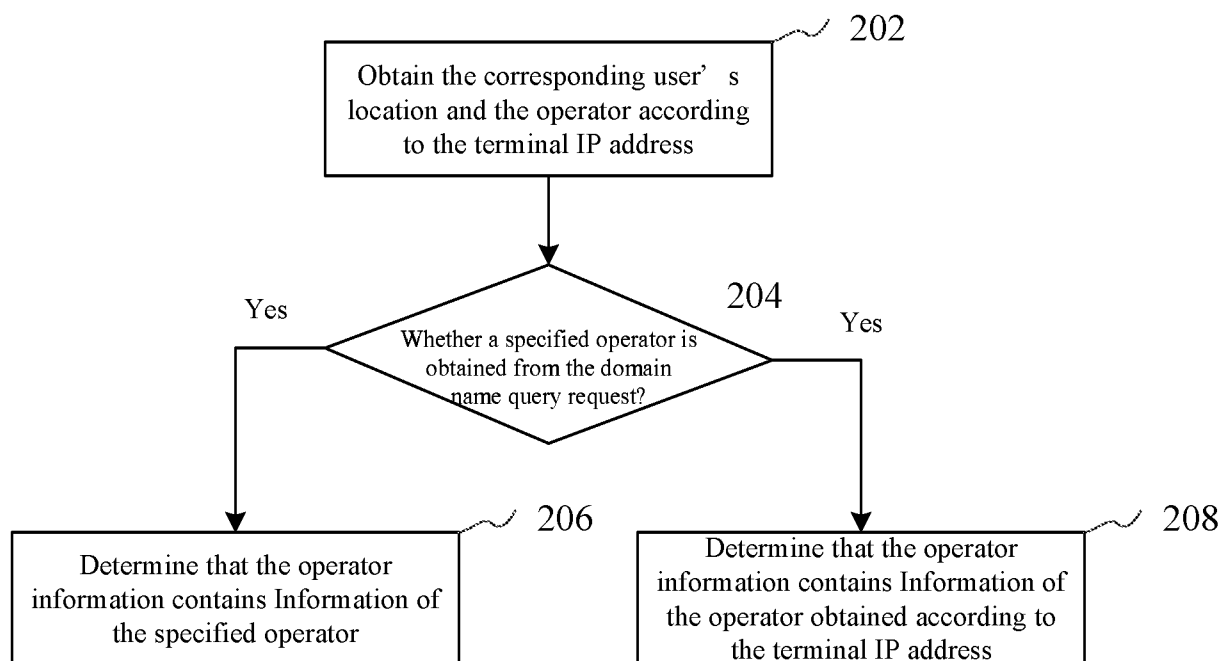 202
Obtain the corresponding user’ s
location and the operator according
to the terminal IP address
204
Yes
Yes
Whether a specified operator is
obtained from the domain
name query request?
206
Determine that the operator
information contains Information of
the specified operator
208
Determine that the operator
information contains Information of
the operator obtained according to
the terminal IP address